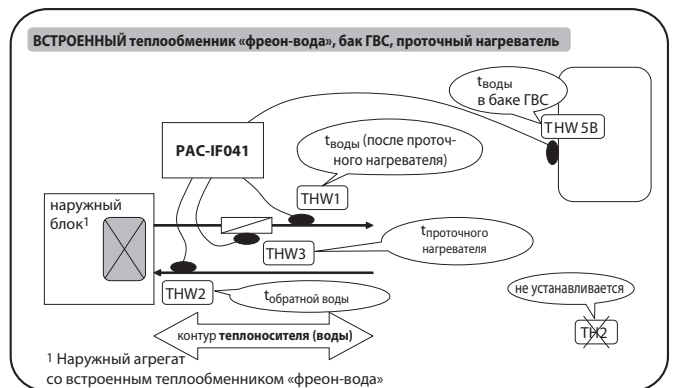 ВСТРОЕННЫЙ теплообменник «фреон-вода», бак ГВС, проточный нагреватель
tводы
в баке ГВС
THW 5B
PAC-IF041
tводы (после проточ-
ного нагревателя)
THW1
наружный
блок1
THW3
tпроточного
нагревателя
THW2
tобратной воды
не устанавливается
TH2
контур теплоносителя (воды)
1 Наружный агрегат
со встроенным теплообменником «фреон-вода»